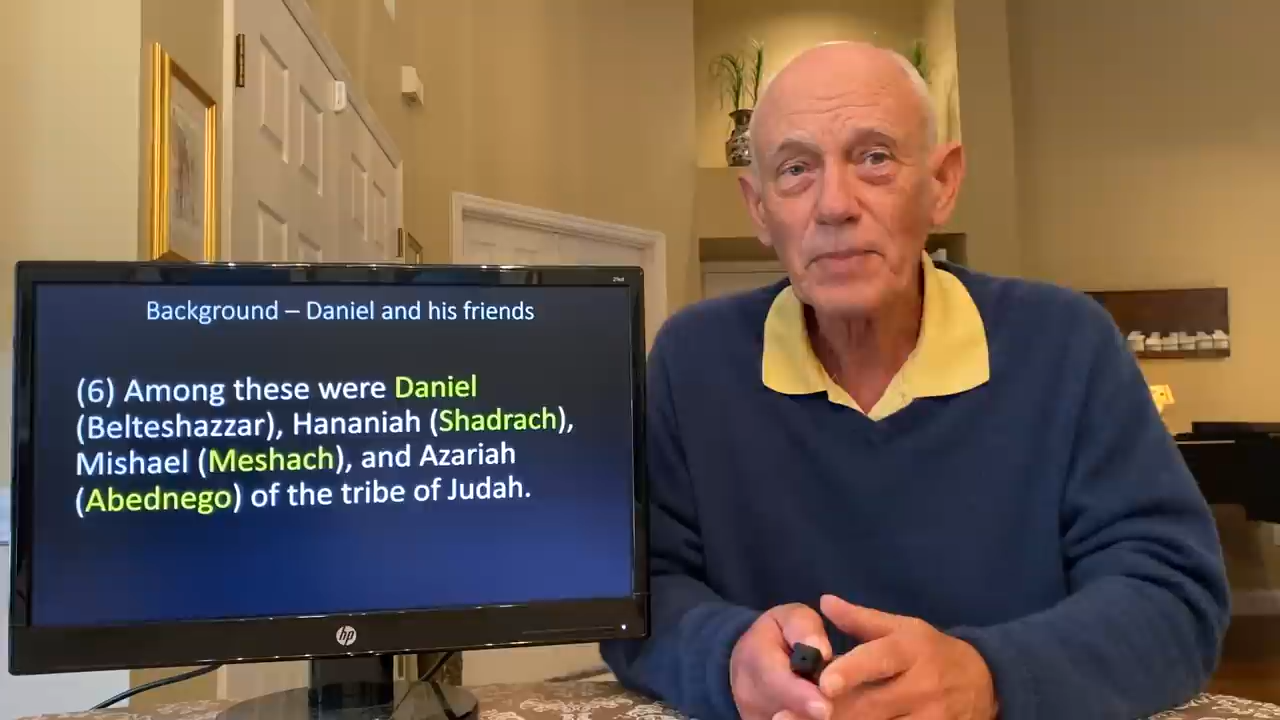 Background – Daniel and his friends
(6) Among these were Daniel
(Belteshazzar), Hananiah (Shadrach),
Mishael (Meshach), and Azariah
(Abednego) of the tribe of Judah.
hp